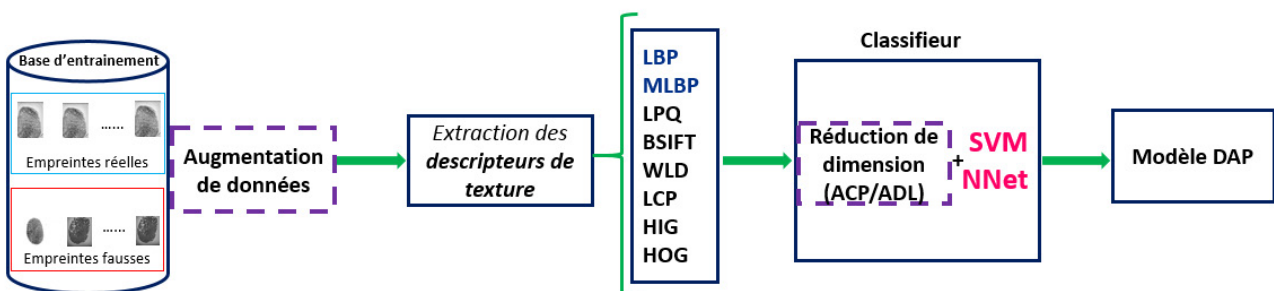 Base d'entrainement
......
Empreintes réelles
......
Empreintes fausses
Augmentation
de données
Extraction des
descripteurs de
texture
LBP
MLBP
LPQ
BSIFT
WLD
LCP
HIG
HOG
Classifieur
Réduction de
dimension
(ACP/ADL)
+
SVM
NNet
Modèle DAP